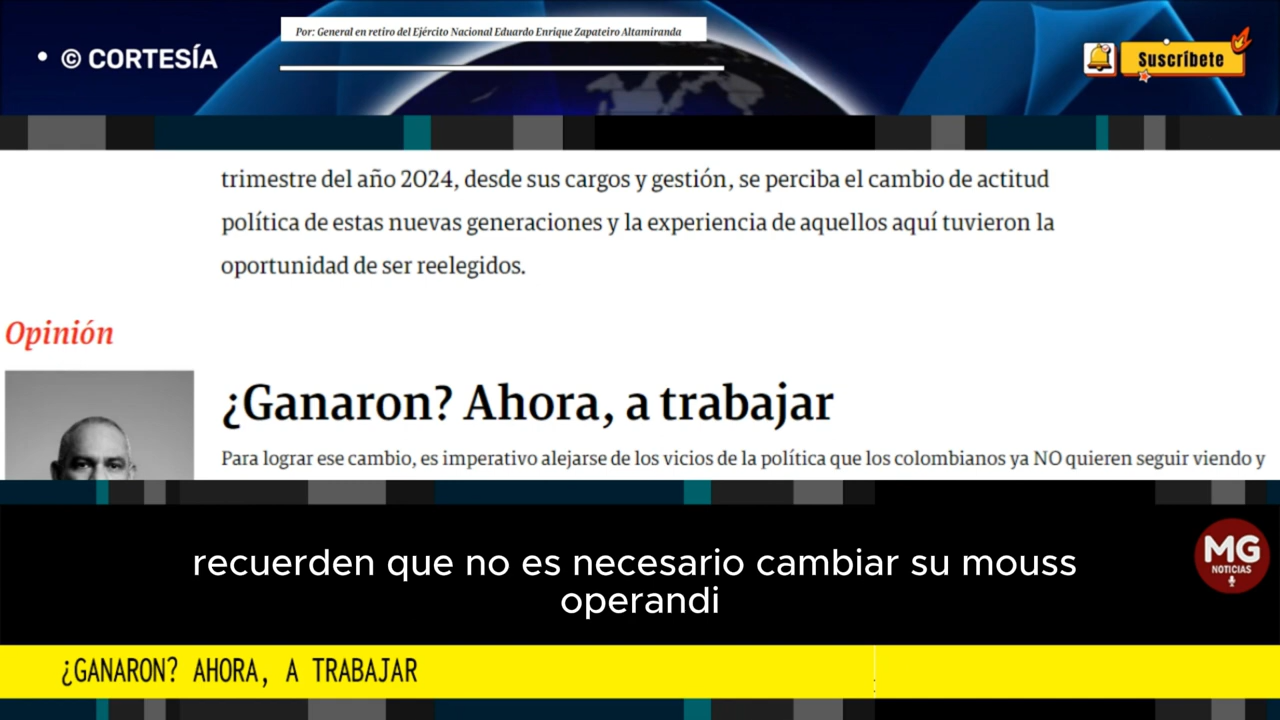 Por: General en retiro del Ejército Nacional Eduardo Enrique Zapateiro Altamiranda
• © CORTESÍA
Suscríbete
trimestre del año 2024, desde sus cargos y gestión, se perciba el cambio de actitud
política de estas nuevas generaciones y la experiencia de aquellos aquí tuvieron la
oportunidad de ser reelegidos.
Opinión
¿Ganaron? Ahora, a trabajar
Para lograr ese cambio, es imperativo alejarse de los vicios de la política que los colombianos ya NO quieren seguir viendo y
recuerden que no es necesario cambiar su mouss
operandi
MG
NOTICIAS
¿GANARON? AHORA, A TRABAJAR